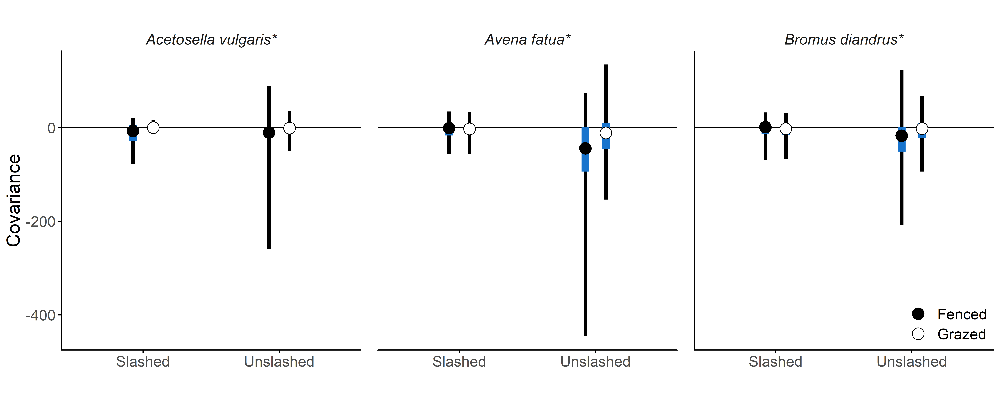 Acetosella vulgaris*
Avena fatua*
Bromus diandrus*
Covariance
0
-200
-400
Slashed
Unslashed
Slashed
Unslashed
Slashed
Unslashed
Fenced
Grazed